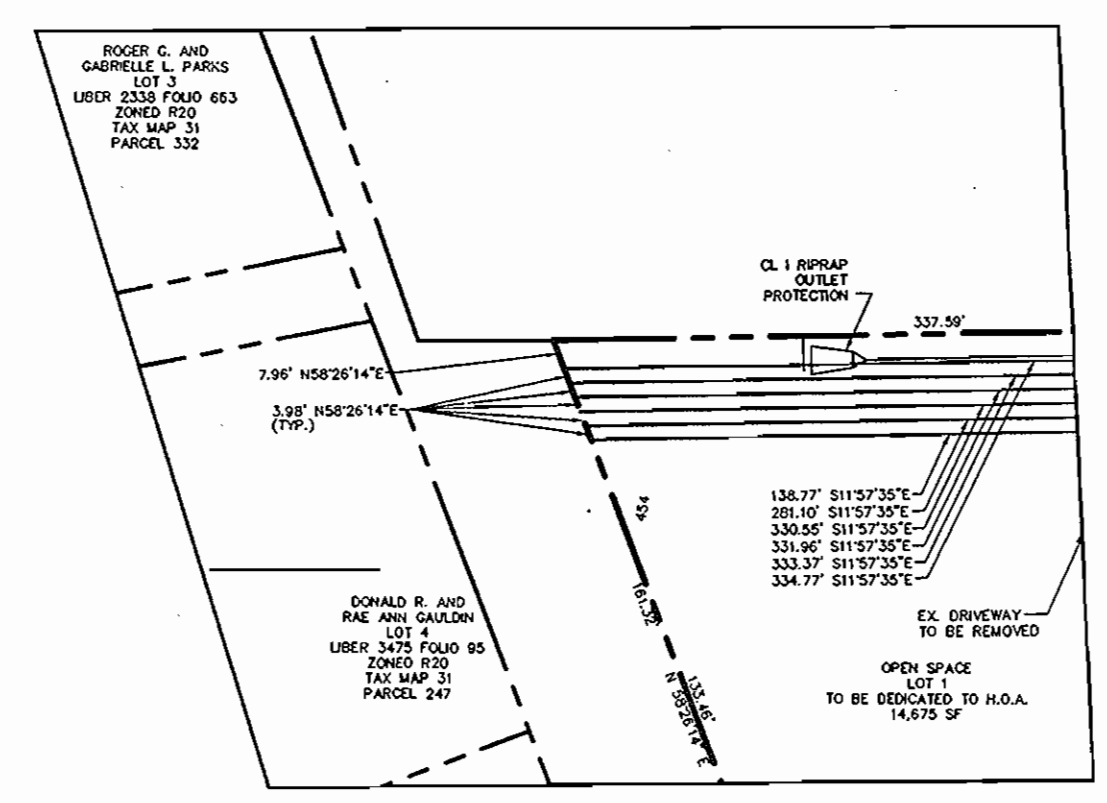 ROGER G. AND
GABRIELLE L. PARKS
LOT 3
LIBER 2338 FOLIO 663
ZONED R20
TAX MAP 31
PARCEL 332
CL 1 RIPRAP
OUTLET
PROTECTION
337.59'
7.96' N58°26'14"E
3.98' N58°26'14"E
(TYP.)
454
161.32'
133.46'
N 58°26'14" E
138.77' S11°57'35"E
281.10' S11°57'35"E
330.55' S11°57'35"E
331.96' S11°57'35"E
333.37' S11°57'35"E
334.77' S11°57'35"E
EX. DRIVEWAY
TO BE REMOVED
DONALD R. AND
RAE ANN GAULDIN
LOT 4
LIBER 3475 FOLIO 95
ZONED R20
TAX MAP 31
PARCEL 247
OPEN SPACE
LOT 1
TO BE DEDICATED TO H.O.A.
14,675 SF